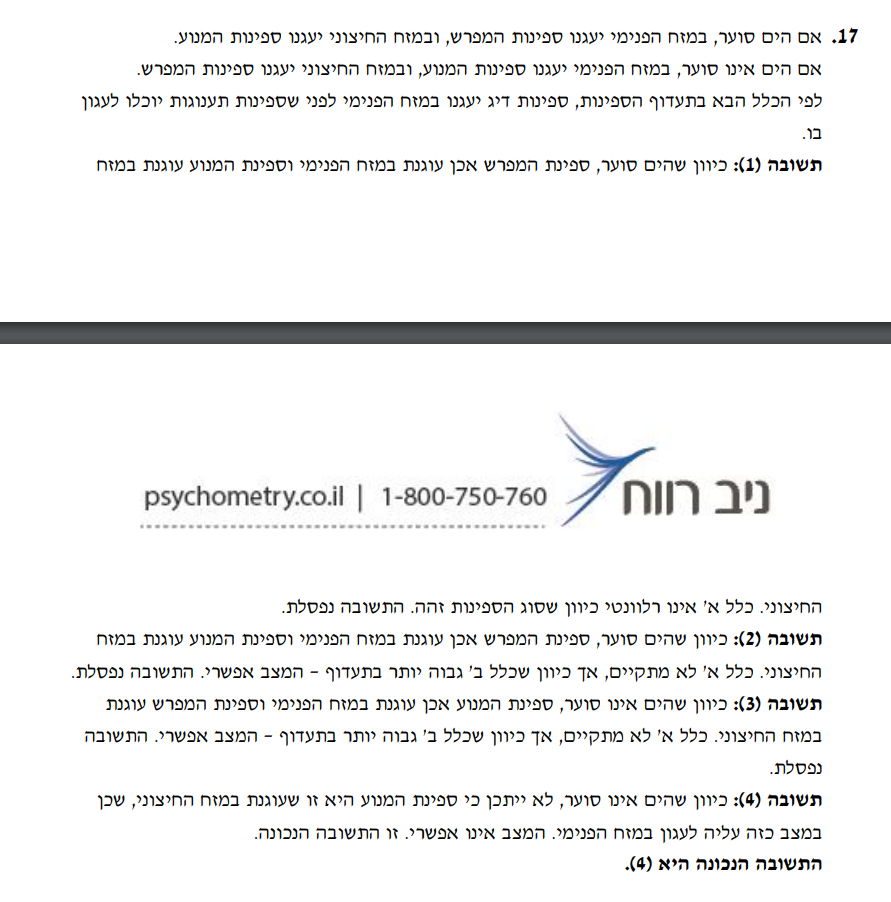 17. אם הים סוער, במזח הפנימי יעגנו ספינות המפרש, ובמזח החיצוני יעגנו ספינות המנוע.
אם הים אינו סוער, במזח הפנימי יעגנו ספינות המנוע, ובמזח החיצוני יעגנו ספינות המפרש.
לפי הכלל הבא בתעדוף הספינות, ספינות דיג יעגנו במזח הפנימי לפני שספינות תענוגות יוכלו לעגון
בו.
תשובה (1): כיוון שהים סוער, ספינת המפרש אכן עוגנת במזח הפנימי וספינת המנוע עוגנת במזח
ניב רווח
psychometry.co.il | 1-800-750-760
החיצוני. כלל א' אינו רלוונטי כיוון שסוג הספינות זהה. התשובה נפסלת.
תשובה (2): כיוון שהים סוער, ספינת המפרש אכן עוגנת במזח הפנימי וספינת המנוע עוגנת במזח
החיצוני. כלל א' לא מתקיים, אך כיוון שכלל ב' גבוה יותר בתעדוף – המצב אפשרי. התשובה נפסלת.
תשובה (3): כיוון שהים אינו סוער, ספינת המנוע אכן עוגנת במזח הפנימי וספינת המפרש עוגנת
במזח החיצוני. כלל א' לא מתקיים, אך כיוון שכלל ב' גבוה יותר בתעדוף – המצב אפשרי. התשובה
נפסלת.
תשובה (4): כיוון שהים אינו סוער, לא ייתכן כי ספינת המנוע היא זו שעוגנת במזח החיצוני, שכן
במצב כזה עליה לעגון במזח הפנימי. המצב אינו אפשרי. זו התשובה הנכונה.
התשובה הנכונה היא (4).